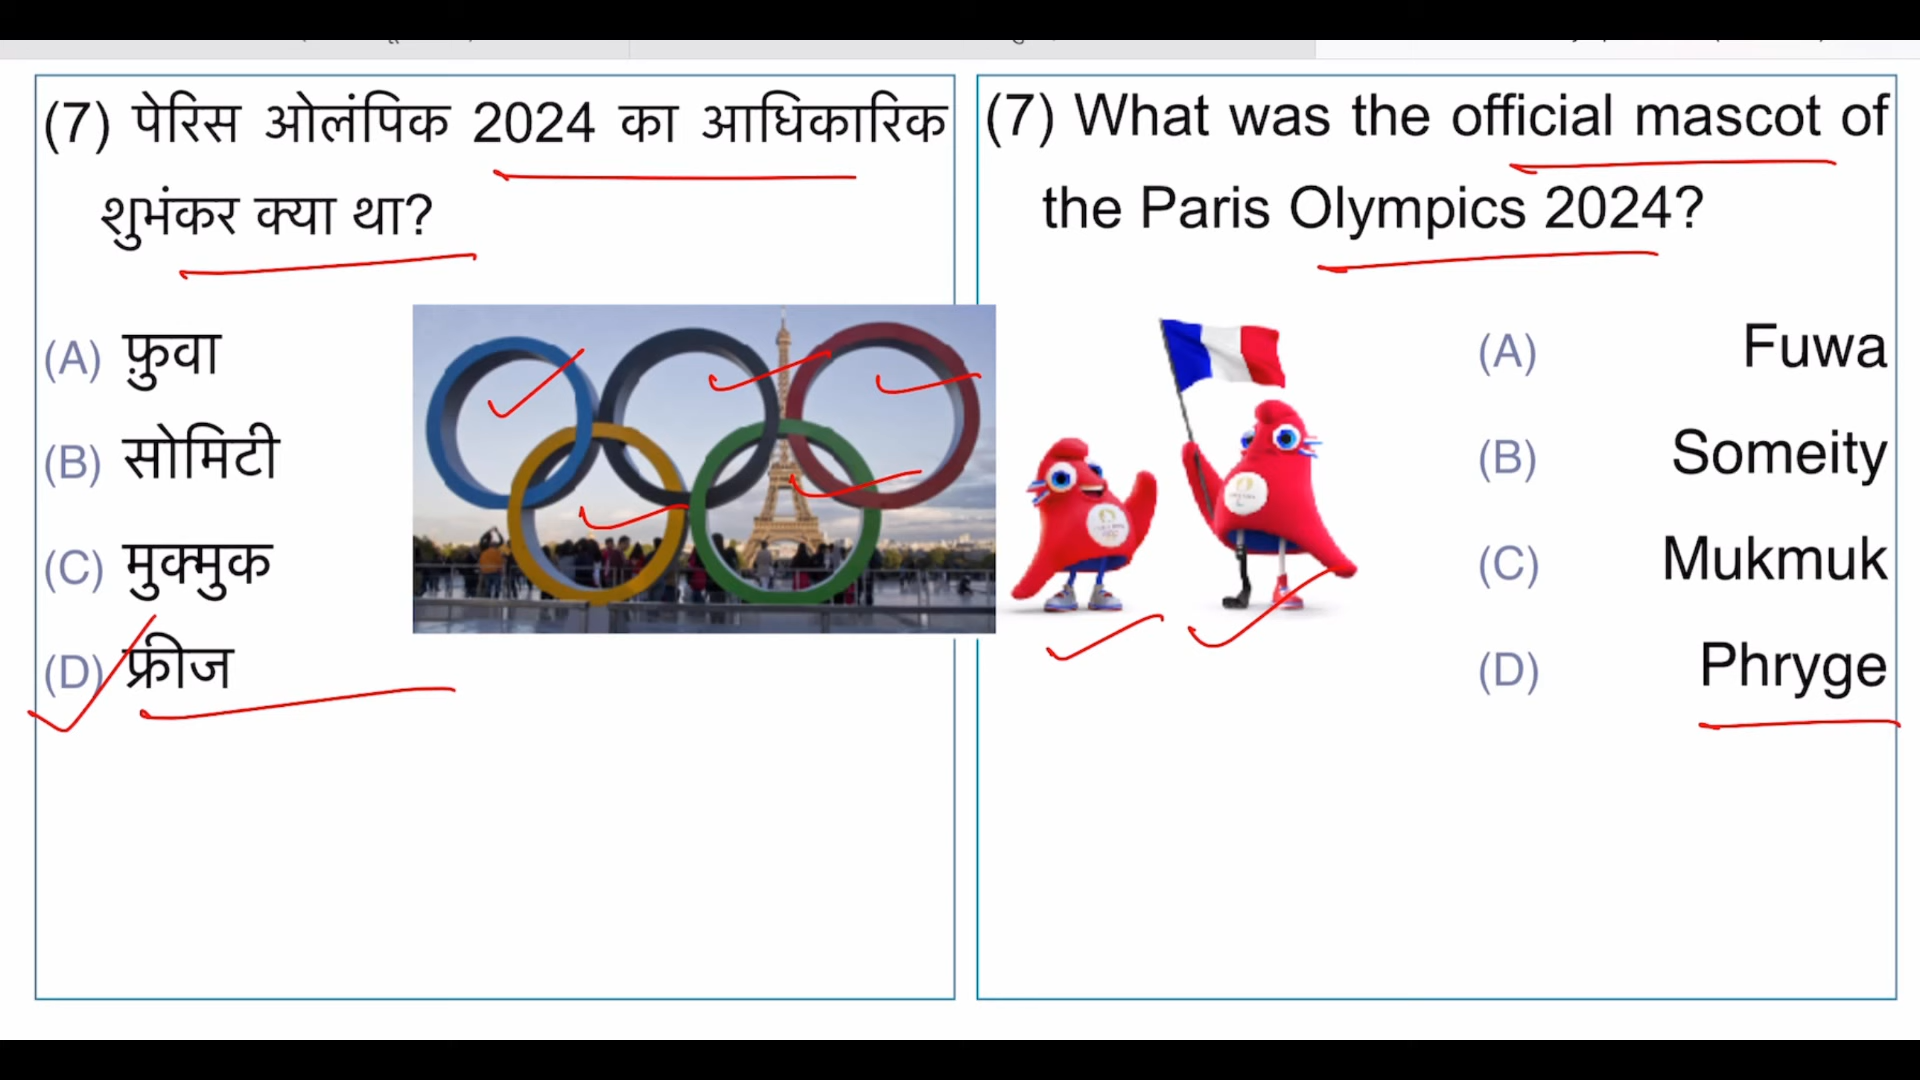 (7) पेरिस ओलंपिक 2024 का आधिकारिक
शुभंकर क्या था?
(A) फ़ुवा
(B) सोमिटी
(C) मुक्मुक
(D) फ्रीज
(7) What was the official mascot of
the Paris Olympics 2024?
(A) Fuwa
(B) Someity
(C) Mukmuk
(D) Phryge